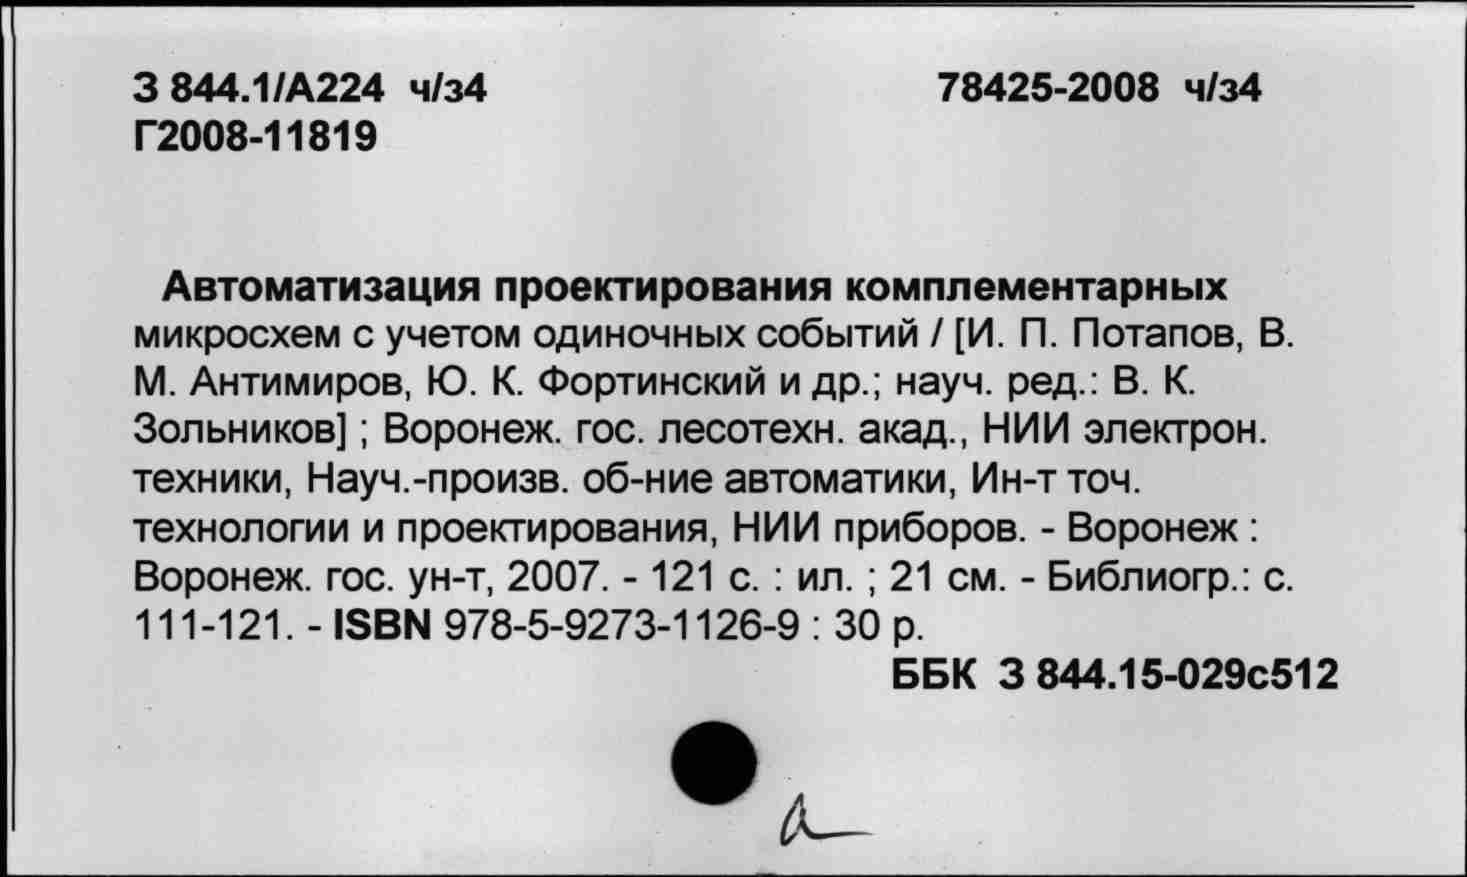 З 844.1/А224 ч/з4 78425-2008 ч/з4
Г2008-11819
Автоматизация проектирования комплементарных
микросхем с учетом одиночных событий / [И. П. Потапов, В.
М. Антимиров, Ю. К. Фортинский и др.; науч. ред.: В. К.
Зольников] ; Воронеж. гос. лесотехн. акад., НИИ электрон.
техники, Науч.-произв. об-ние автоматики, Ин-т точ.
технологии и проектирования, НИИ приборов. - Воронеж :
Воронеж. гос. ун-т, 2007. - 121 с. : ил. ; 21 см. - Библиогр.: с.
111-121. - ISBN 978-5-9273-1126-9 : 30 р.
ББК З 844.15-029с512
а